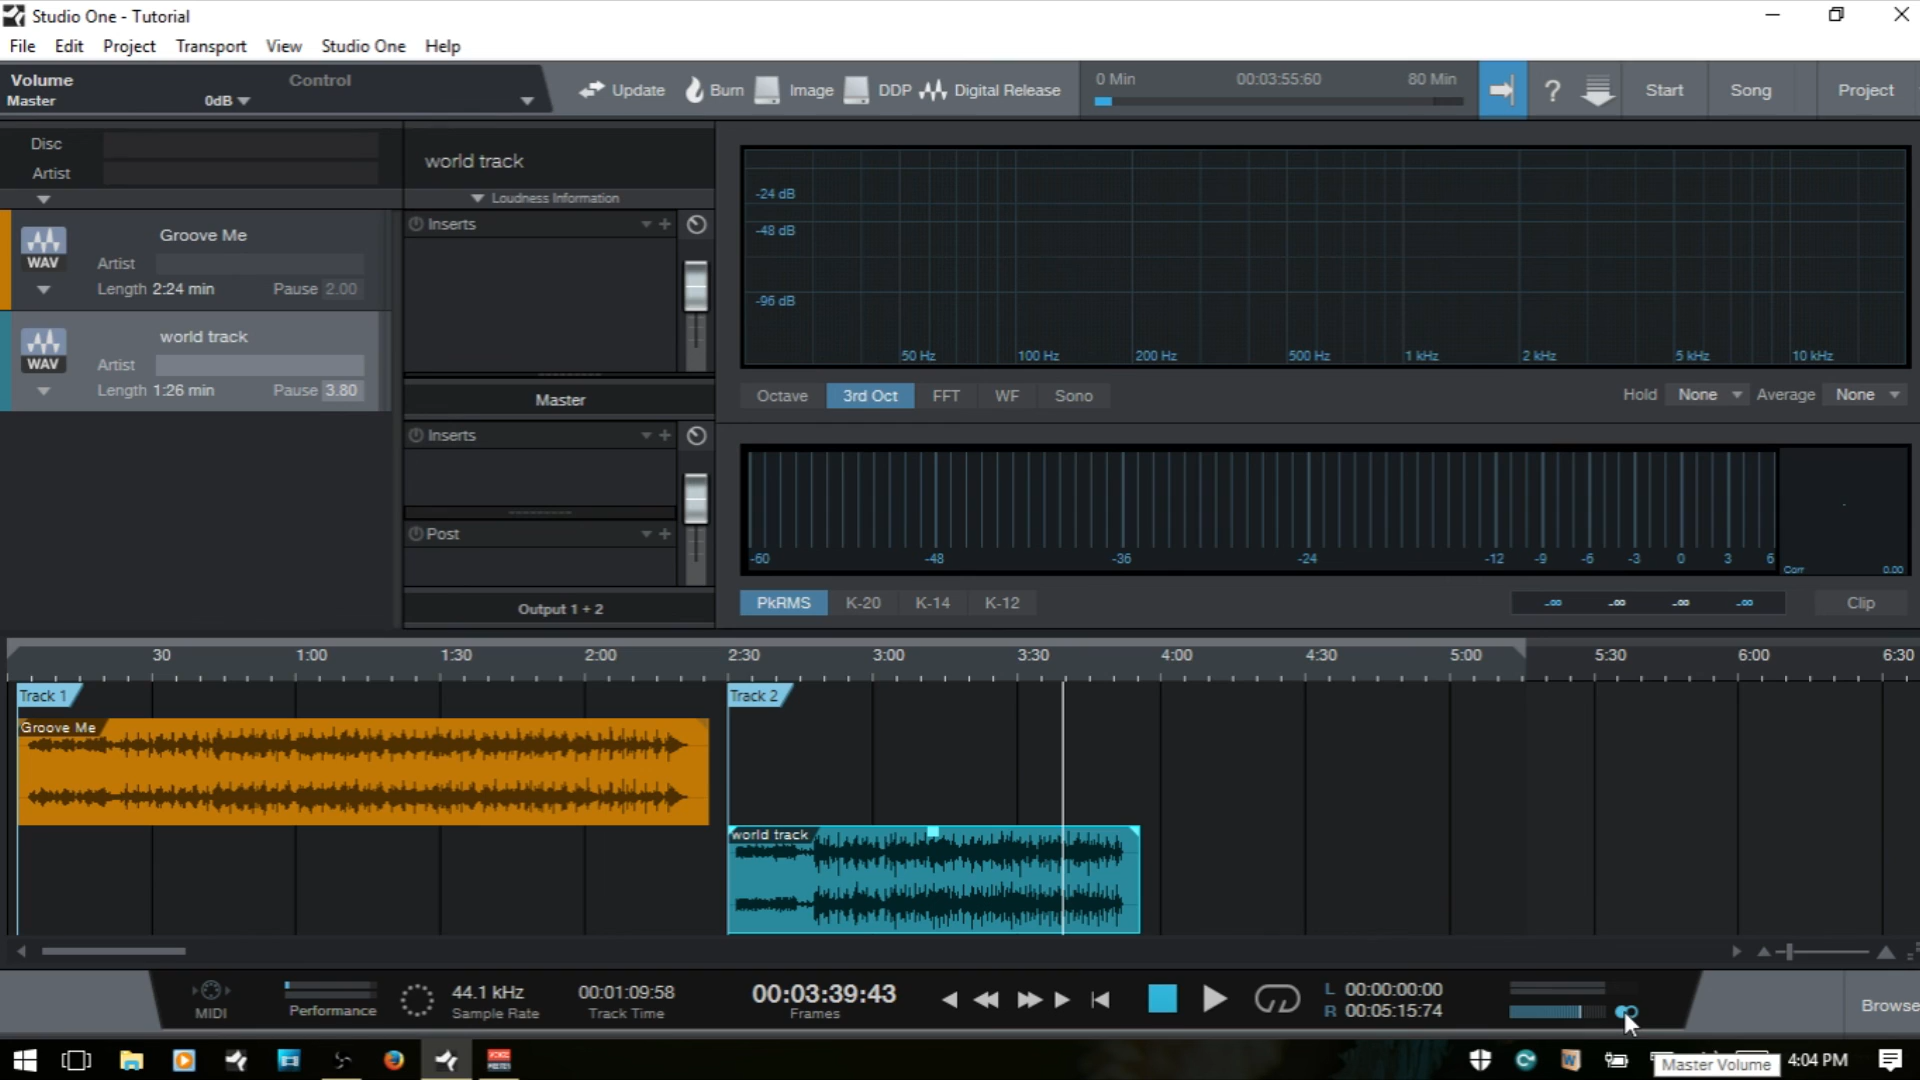 Studio One - Tutorial
File Edit Project Transport View Studio One Help
Volume Control
Master 0dB
Update Burn Image DDP Digital Release
0 Min 00:03:55:60 80 Min
? Start Song Project
Disc
Artist
world track
Loudness Information
Groove Me
WAV
Artist
Length 2:24 min Pause 2.00
world track
WAV
Artist
Length 1:26 min Pause 3.80
Inserts
Master
Inserts
Post
Output 1 + 2
-24 dB
-48 dB
-96 dB
50 Hz 100 Hz 200 Hz 500 Hz 1 kHz 2 kHz 5 kHz 10 kHz
Octave 3rd Oct FFT WF Sono
Hold None Average None
-60 -48 -36 -24 -12 -9 -6 -3 0 3 6
Corr 0.00
PkRMS K-20 K-14 K-12
-∞ -∞ -∞ -∞
Clip
30 1:00 1:30 2:00 2:30 3:00 3:30 4:00 4:30 5:00 5:30 6:00 6:30
Track 1 Track 2
Groove Me
world track
MIDI
Performance
44.1 kHz
Sample Rate
00:01:09:58
Track Time
00:03:39:43
Frames
L 00:00:00:00
R 00:05:15:74
Browse
Master Volume
4:04 PM